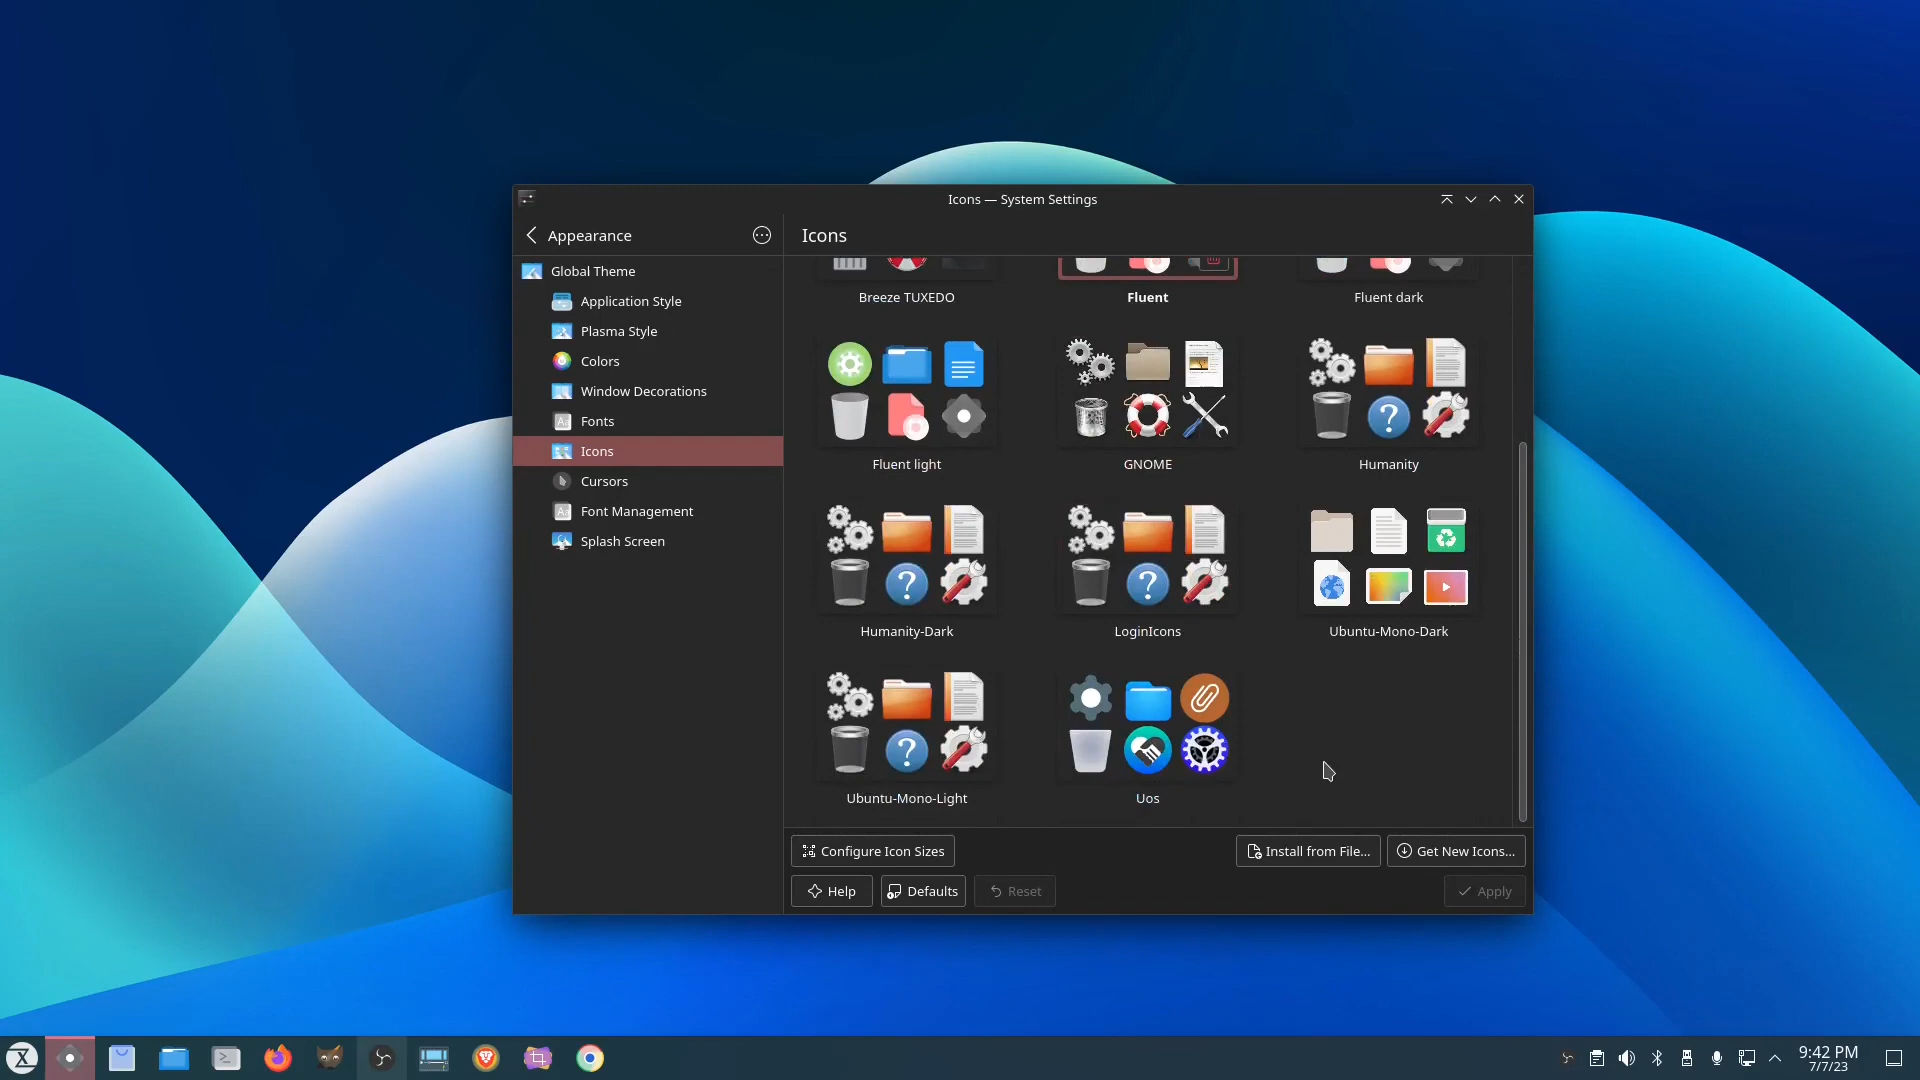 Icons — System Settings
Appearance
Icons
Global Theme
Application Style
Plasma Style
Colors
Window Decorations
Fonts
Icons
Cursors
Font Management
Splash Screen
Breeze TUXEDO
Fluent
Fluent dark
Fluent light
GNOME
Humanity
Humanity-Dark
LoginIcons
Ubuntu-Mono-Dark
Ubuntu-Mono-Light
Uos
Configure Icon Sizes
Install from File...
Get New Icons...
Help
Defaults
Reset
Apply
9:42 PM
7/7/23